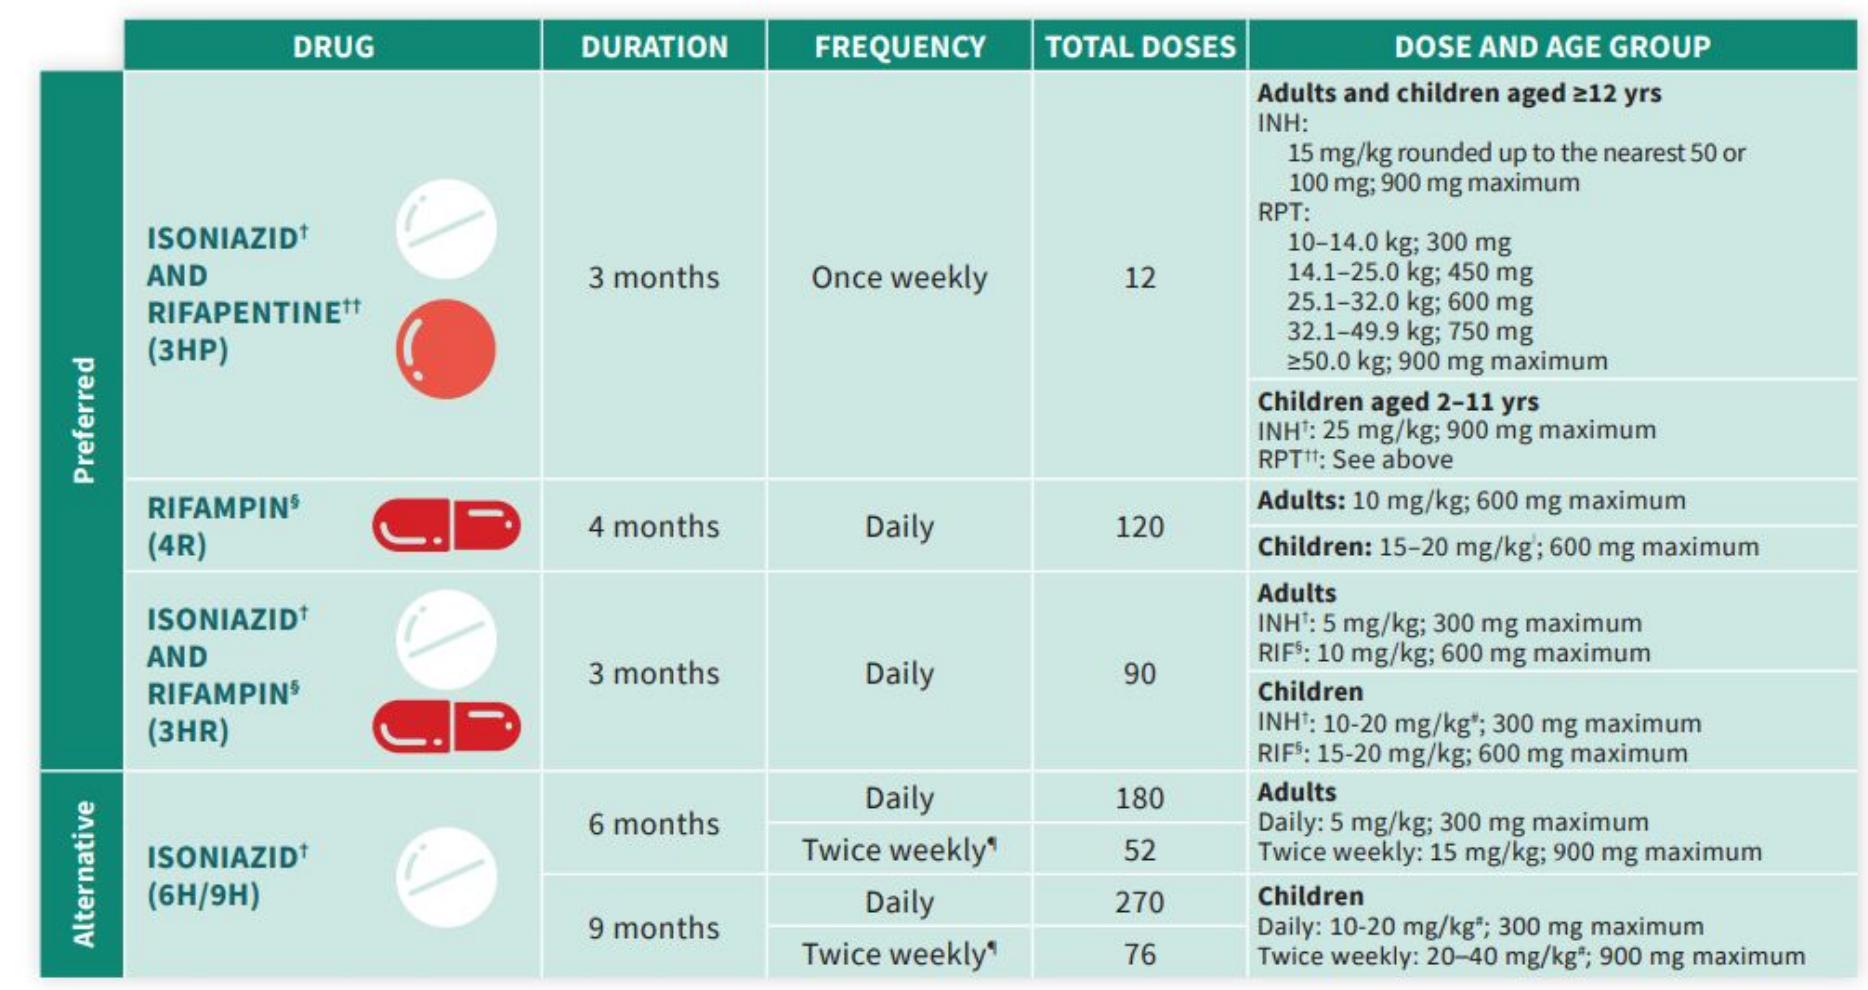 DRUG DURATION FREQUENCY TOTAL DOSES DOSE AND AGE GROUP
Preferred
ISONIAZID†
AND
RIFAPENTINE††
(3HP)
3 months
Once weekly
12
Adults and children aged ≥12 yrs
INH:
15 mg/kg rounded up to the nearest 50 or
100 mg; 900 mg maximum
RPT:
10–14.0 kg; 300 mg
14.1–25.0 kg; 450 mg
25.1–32.0 kg; 600 mg
32.1–49.9 kg; 750 mg
≥50.0 kg; 900 mg maximum
Children aged 2–11 yrs
INH†: 25 mg/kg; 900 mg maximum
RPT††: See above
RIFAMPIN§
(4R)
4 months
Daily
120
Adults: 10 mg/kg; 600 mg maximum
Children: 15–20 mg/kg; 600 mg maximum
ISONIAZID†
AND
RIFAMPIN§
(3HR)
3 months
Daily
90
Adults
INH†: 5 mg/kg; 300 mg maximum
RIF§: 10 mg/kg; 600 mg maximum
Children
INH†: 10-20 mg/kg#; 300 mg maximum
RIF§: 15-20 mg/kg; 600 mg maximum
Alternative
ISONIAZID†
(6H/9H)
6 months
Daily
180
Twice weekly¶
52
9 months
Daily
270
Twice weekly¶
76
Adults
Daily: 5 mg/kg; 300 mg maximum
Twice weekly: 15 mg/kg; 900 mg maximum
Children
Daily: 10-20 mg/kg#; 300 mg maximum
Twice weekly: 20–40 mg/kg#; 900 mg maximum